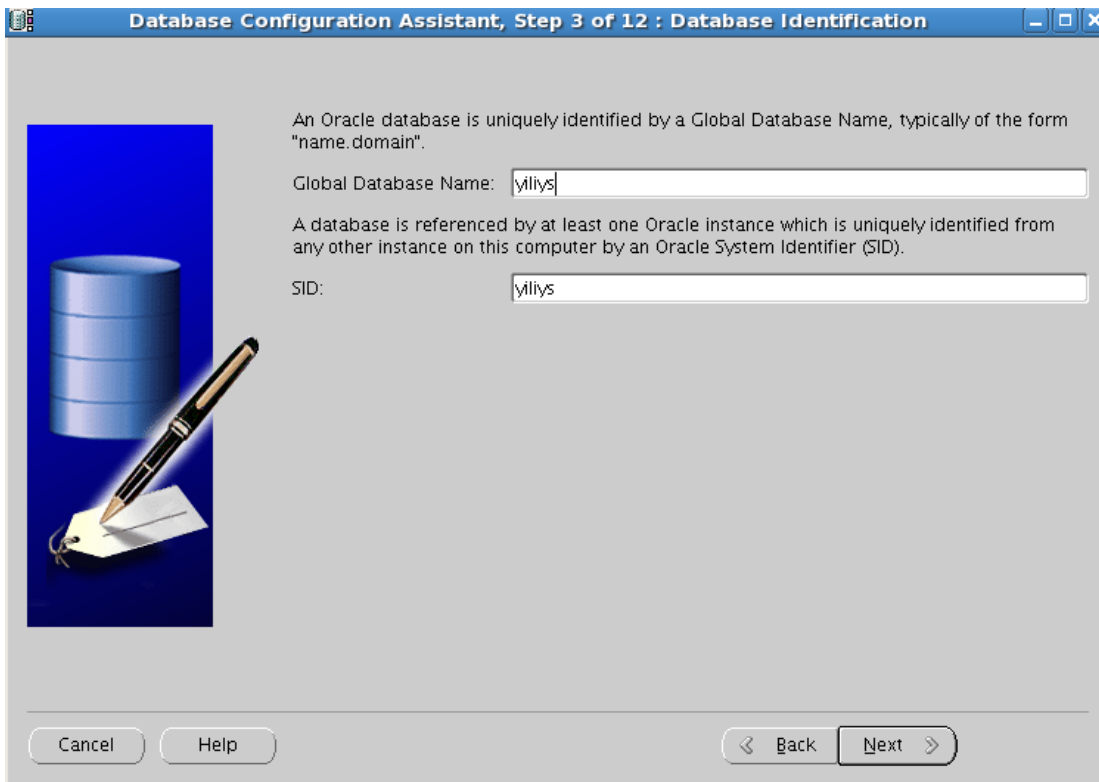 Database Configuration Assistant, Step 3 of 12 : Database Identification
An Oracle database is uniquely identified by a Global Database Name, typically of the form
"name.domain".
Global Database Name: yiliys
A database is referenced by at least one Oracle instance which is uniquely identified from
any other instance on this computer by an Oracle System Identifier (SID).
SID: yiliys
Cancel Help Back Next